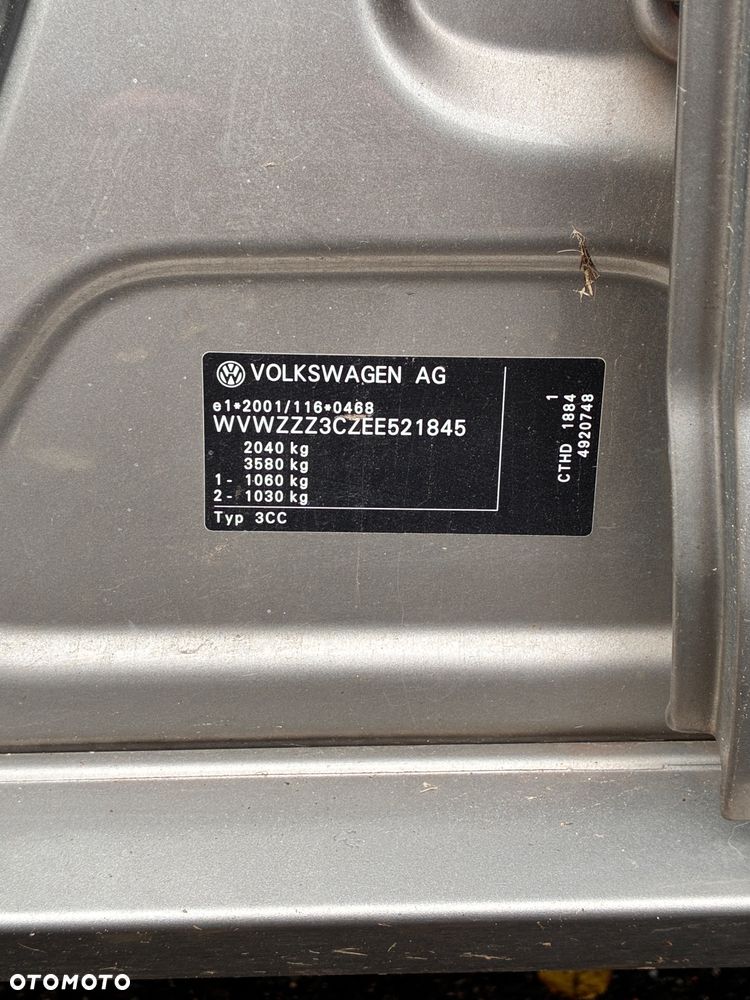 VOLKSWAGEN AG
e1*2001/116*0468
WVWZZZ3CZEE521845
2040 kg
3580 kg
1 - 1060 kg
2 - 1030 kg
Typ 3CC
1
CTHD 1884
4920748
OTOMOTO